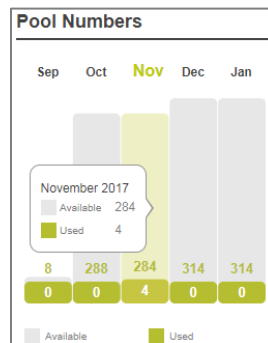 Pool Numbers
Sep Oct Nov Dec Jan
November 2017
Available 284
Used 4
8 288 284 314 314
0 0 4 0 0
Available Used